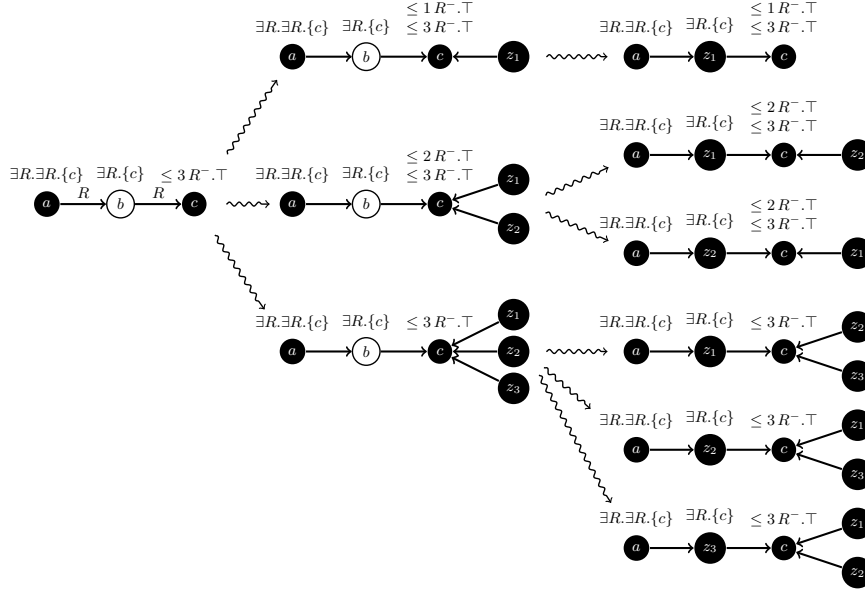 ≤ 1 R⁻.⊤ ≤ 1 R⁻.⊤
∃R.∃R.{c} ∃R.{c} ≤ 3 R⁻.⊤ ∃R.∃R.{c} ∃R.{c} ≤ 3 R⁻.⊤
a b c z₁ a z₁ c
≤ 2 R⁻.⊤
∃R.∃R.{c} ∃R.{c} ≤ 3 R⁻.⊤
≤ 2 R⁻.⊤ a z₁ c z₂
∃R.∃R.{c} ∃R.{c} ≤ 3 R⁻.⊤ ∃R.∃R.{c} ∃R.{c} ≤ 3 R⁻.⊤
z₁
R R
a b c a b c
≤ 2 R⁻.⊤
z₂ ∃R.∃R.{c} ∃R.{c} ≤ 3 R⁻.⊤
a z₂ c z₁
z₁
∃R.∃R.{c} ∃R.{c} ≤ 3 R⁻.⊤ ∃R.∃R.{c} ∃R.{c} ≤ 3 R⁻.⊤ z₂
a b c z₂ a z₁ c
z₃ z₃
∃R.∃R.{c} ∃R.{c} ≤ 3 R⁻.⊤ z₁
a z₂ c
z₃
∃R.∃R.{c} ∃R.{c} ≤ 3 R⁻.⊤ z₁
a z₃ c
z₂